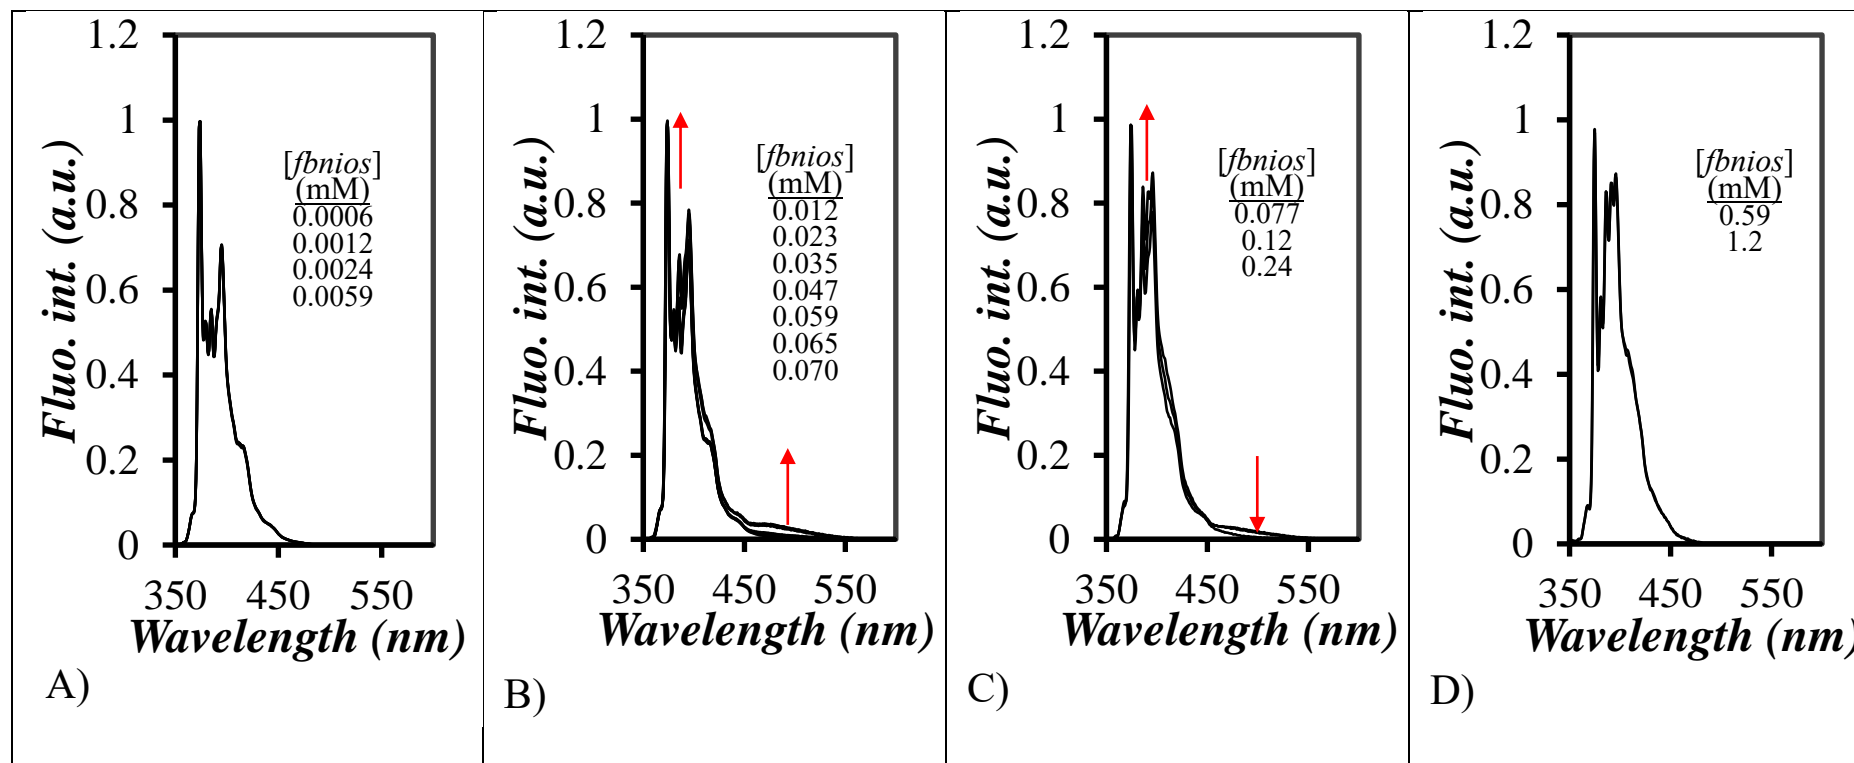 1.2
1
0.8
0.6
0.4
0.2
0
350 450 550
Fluo. int. (a.u.)
Wavelength (nm)
[fbnios]
(mM)
0.0006
0.0012
0.0024
0.0059
A)
1.2
1
0.8
0.6
0.4
0.2
0
350 450 550
Fluo. int. (a.u.)
Wavelength (nm)
[fbnios]
(mM)
0.012
0.023
0.035
0.047
0.059
0.065
0.070
B)
1.2
1
0.8
0.6
0.4
0.2
0
350 450 550
Fluo. int. (a.u.)
Wavelength (nm)
[fbnios]
(mM)
0.077
0.12
0.24
C)
1.2
1
0.8
0.6
0.4
0.2
0
350 450 550
Fluo. int. (a.u.)
Wavelength (nm)
[fbnios]
(mM)
0.59
1.2
D)